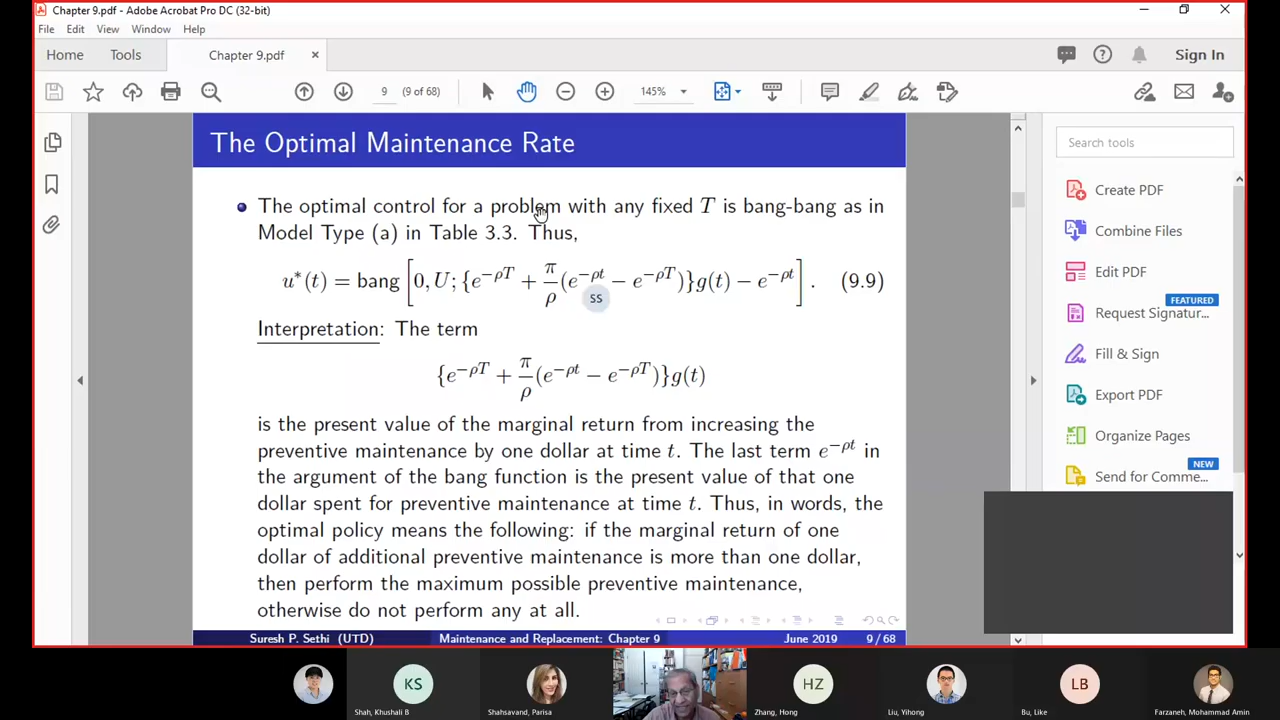 Chapter 9.pdf - Adobe Acrobat Pro DC (32-bit)
File Edit View Window Help
Home Tools Chapter 9.pdf × Sign In
9 (9 of 68) 145%
The Optimal Maintenance Rate
The optimal control for a problem with any fixed T is bang-bang as in
Model Type (a) in Table 3.3. Thus,
u*(t) = bang [0, U; {e^{−ρT} + π/ρ (e^{−ρt} − e^{−ρT})}g(t) − e^{−ρt}]. (9.9)
ss
Interpretation: The term
{e^{−ρT} + π/ρ (e^{−ρt} − e^{−ρT})}g(t)
is the present value of the marginal return from increasing the
preventive maintenance by one dollar at time t. The last term e^{−ρt} in
the argument of the bang function is the present value of that one
dollar spent for preventive maintenance at time t. Thus, in words, the
optimal policy means the following: if the marginal return of one
dollar of additional preventive maintenance is more than one dollar,
then perform the maximum possible preventive maintenance,
otherwise do not perform any at all.
Suresh P. Sethi (UTD) Maintenance and Replacement: Chapter 9 June 2019 9 / 68
Search tools
Create PDF
Combine Files
Edit PDF
FEATURED
Request Signatur...
Fill & Sign
Export PDF
Organize Pages
NEW
Send for Comme...
KS
HZ
LB
Shah, Khushali B
Shahsavand, Parisa
Zhang, Hong
Liu, Yihong
Bu, Like
Farzaneh, Mohammad Amin